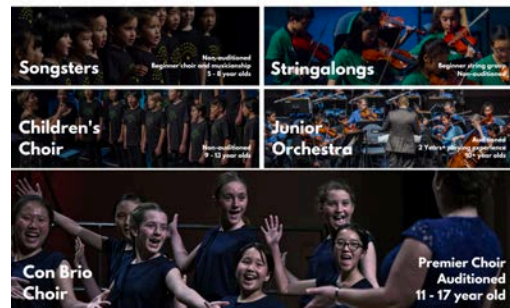 Songsters
Non-auditioned
Beginner choir and musicianship
5 - 8 year olds
Stringalongs
Beginner string group
Non-auditioned
Children's
Choir
Non-auditioned
9 - 13 year olds
Junior
Orchestra
Auditioned
2 Years+ playing experience
10+ year olds
Con Brio
Choir
Premier Choir
Auditioned
11 - 17 year old